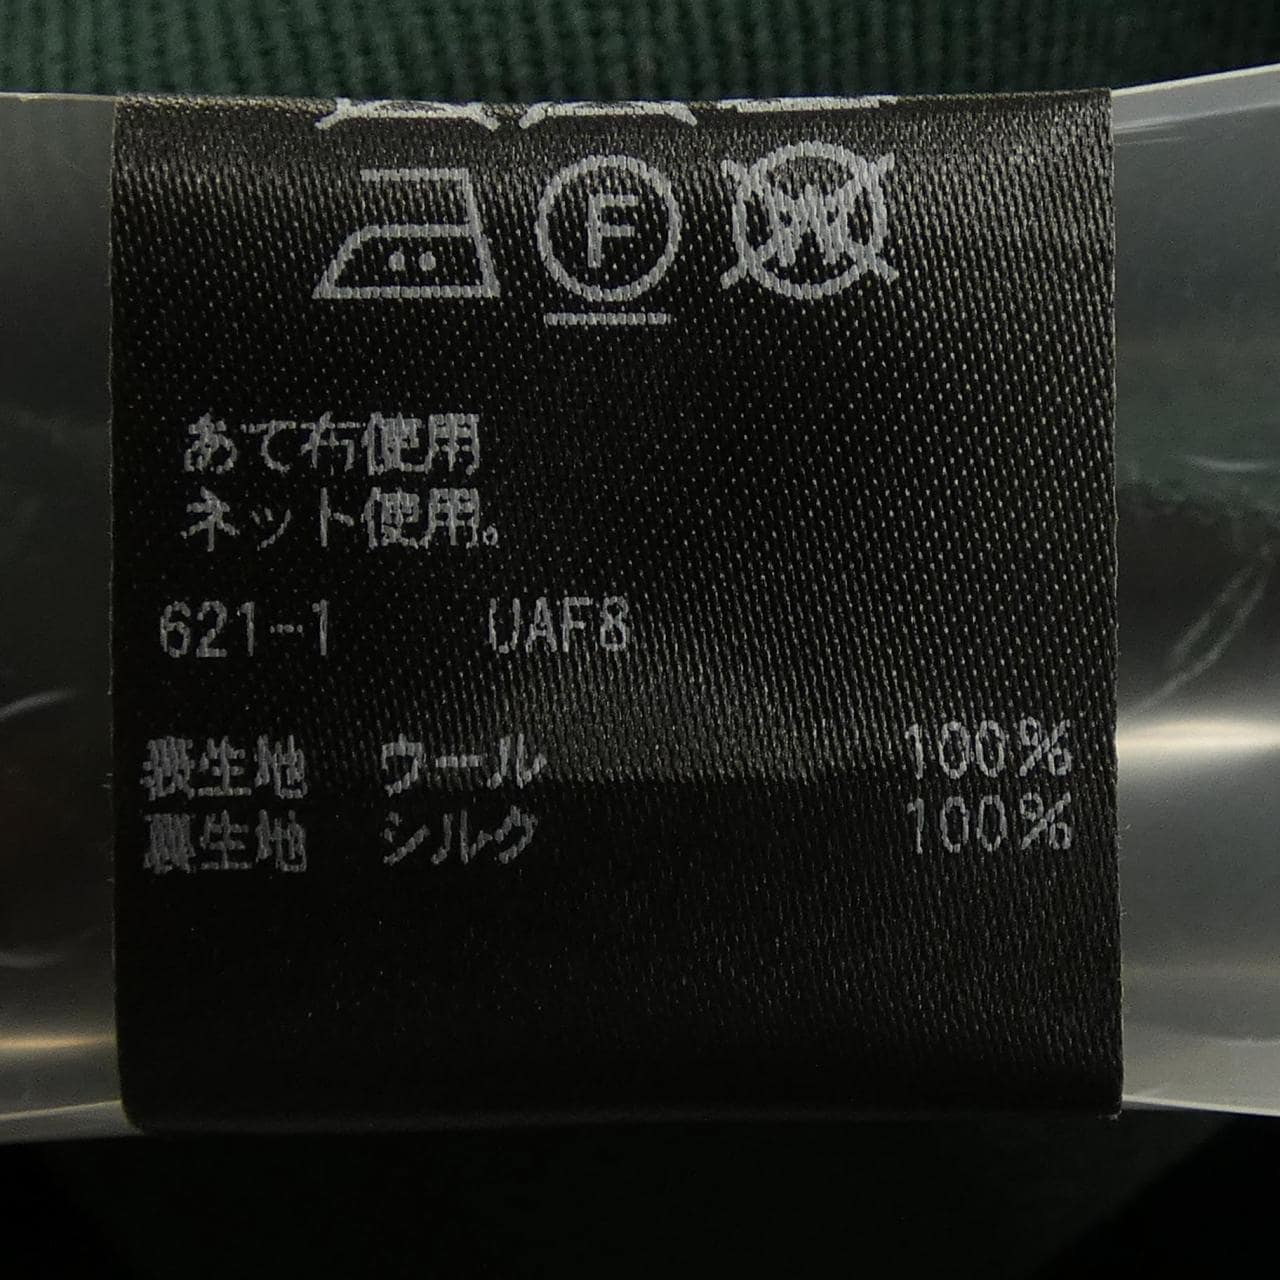 F
W
あて布使用
ネット使用。
621-1 UAF8
表生地 ウール 100%
裏生地 シルク 100%